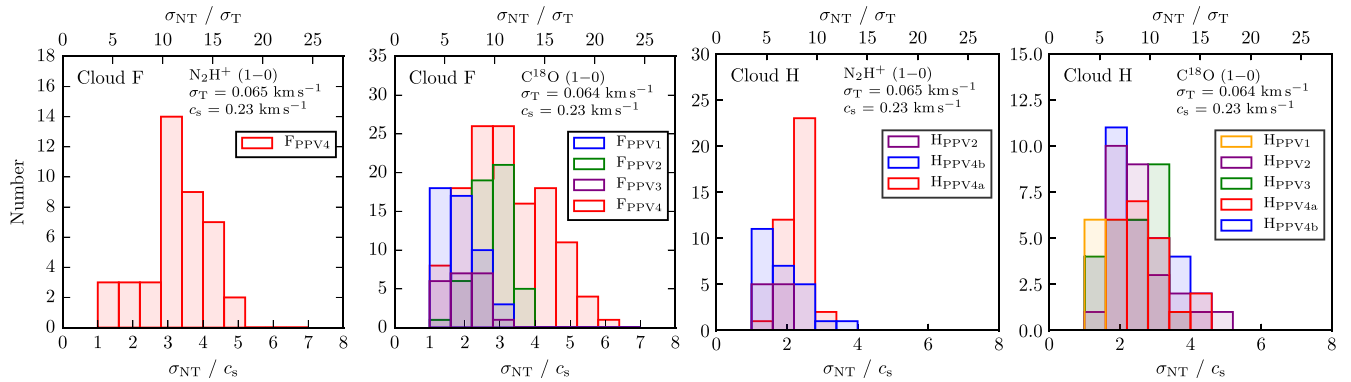 σNT / σT
0 5 10 15 20 25
18
16
14
12
10
8
6
4
2
0
Number
Cloud F
N2H+ (1−0)
σT = 0.065 km s−1
cs = 0.23 km s−1
FPPV4
0 1 2 3 4 5 6 7 8
σNT / cs
σNT / σT
0 5 10 15 20 25
35
30
25
20
15
10
5
0
Cloud F
C18O (1−0)
σT = 0.064 km s−1
cs = 0.23 km s−1
FPPV1
FPPV2
FPPV3
FPPV4
0 1 2 3 4 5 6 7 8
σNT / cs
σNT / σT
0 5 10 15 20 25
30
25
20
15
10
5
0
Cloud H
N2H+ (1−0)
σT = 0.065 km s−1
cs = 0.23 km s−1
HPPV2
HPPV4b
HPPV4a
0 2 4 6 8
σNT / cs
σNT / σT
0 5 10 15 20 25
15.0
12.5
10.0
7.5
5.0
2.5
0.0
Cloud H
C18O (1−0)
σT = 0.064 km s−1
cs = 0.23 km s−1
HPPV1
HPPV2
HPPV3
HPPV4a
HPPV4b
0 2 4 6 8
σNT / cs